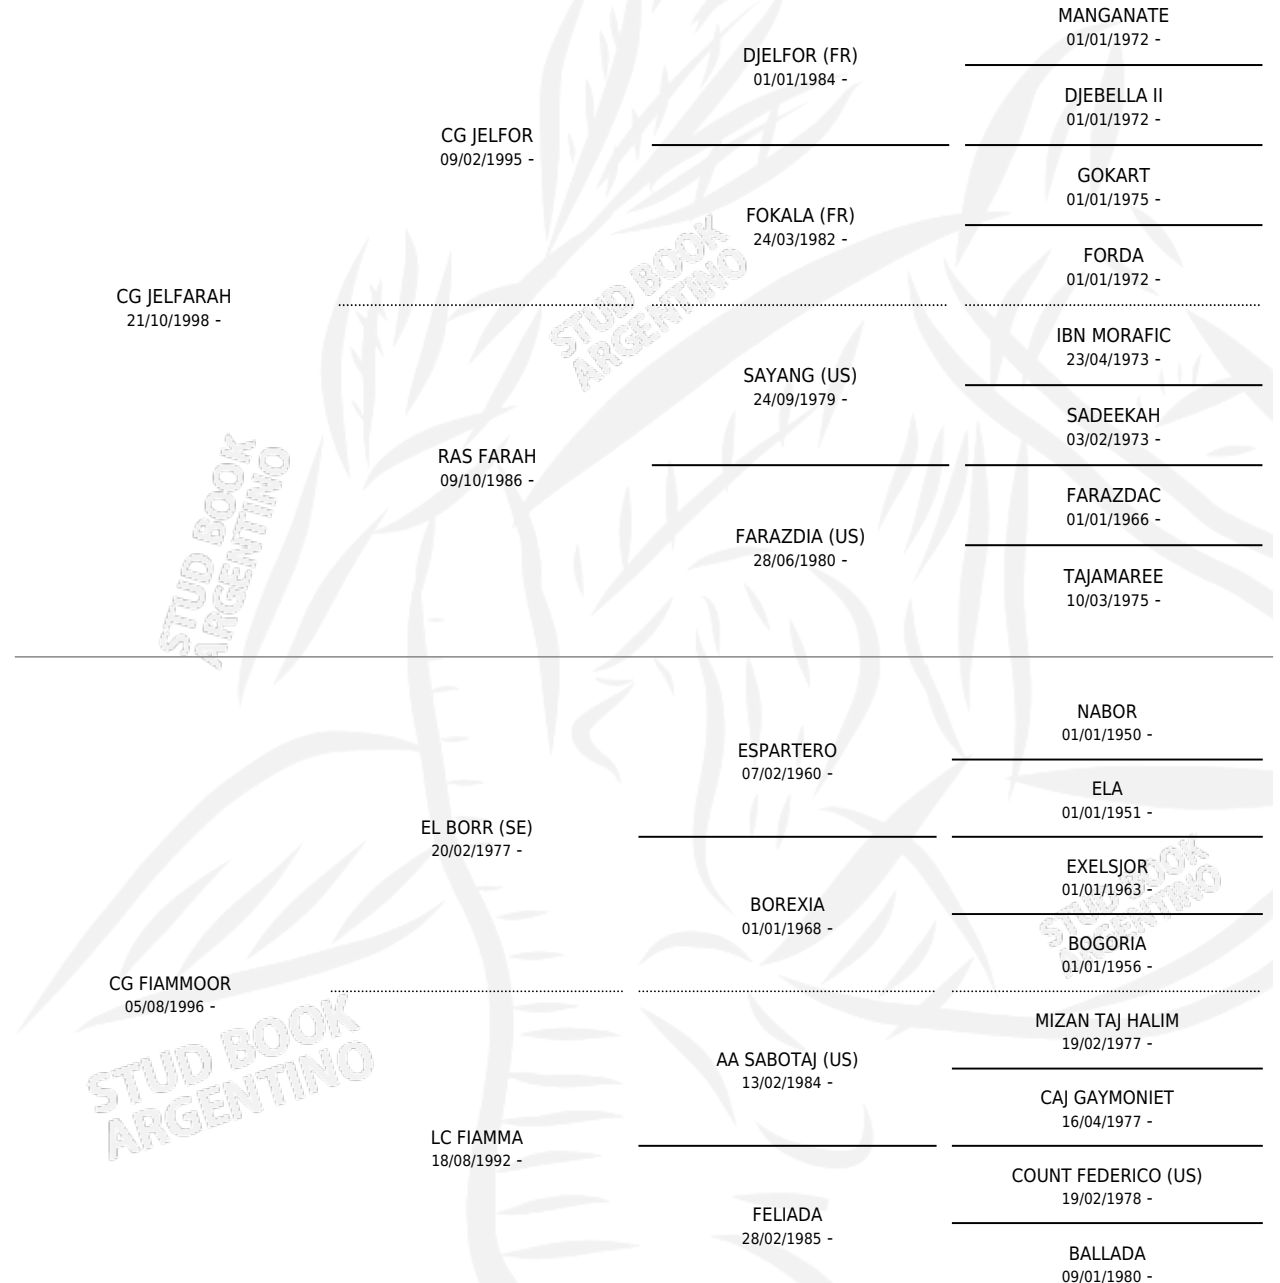 MANGANATE
01/01/1972 -
DJELFOR (FR)
01/01/1984 -
DJEBELLA II
01/01/1972 -
CG JELFOR
09/02/1995 -
GOKART
01/01/1975 -
FOKALA (FR)
24/03/1982 -
FORDA
01/01/1972 -
CG JELFARAH
21/10/1998 -
IBN MORAFIC
23/04/1973 -
SAYANG (US)
24/09/1979 -
SADEEKAH
03/02/1973 -
RAS FARAH
09/10/1986 -
FARAZDAC
01/01/1966 -
FARAZDIA (US)
28/06/1980 -
TAJAMAREE
10/03/1975 -
STUD BOOK
ARGENTINO
STUD BOOK
ARGENTINO
NABOR
01/01/1950 -
ESPARTERO
07/02/1960 -
ELA
01/01/1951 -
EL BORR (SE)
20/02/1977 -
EXELSJOR
01/01/1963 -
BOREXIA
01/01/1968 -
BOGORIA
01/01/1956 -
CG FIAMMOOR
05/08/1996 -
MIZAN TAJ HALIM
19/02/1977 -
AA SABOTAJ (US)
13/02/1984 -
CAJ GAYMONIET
16/04/1977 -
LC FIAMMA
18/08/1992 -
COUNT FEDERICO (US)
19/02/1978 -
FELIADA
28/02/1985 -
BALLADA
09/01/1980 -
STUD BOOK
ARGENTINO
STUD BOOK
ARGENTINO